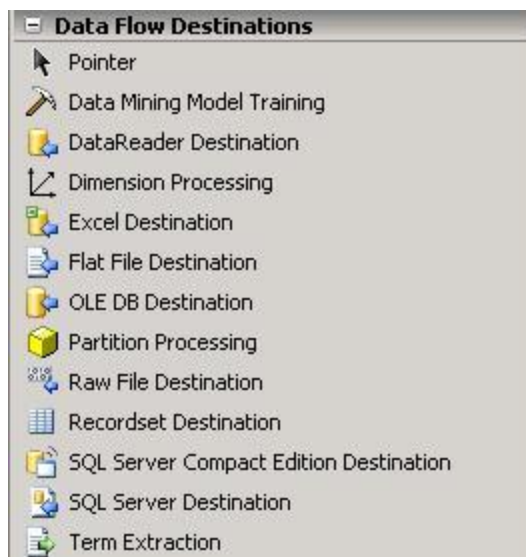 Data Flow Destinations
Pointer
Data Mining Model Training
DataReader Destination
Dimension Processing
Excel Destination
Flat File Destination
OLE DB Destination
Partition Processing
Raw File Destination
Recordset Destination
SQL Server Compact Edition Destination
SQL Server Destination
Term Extraction